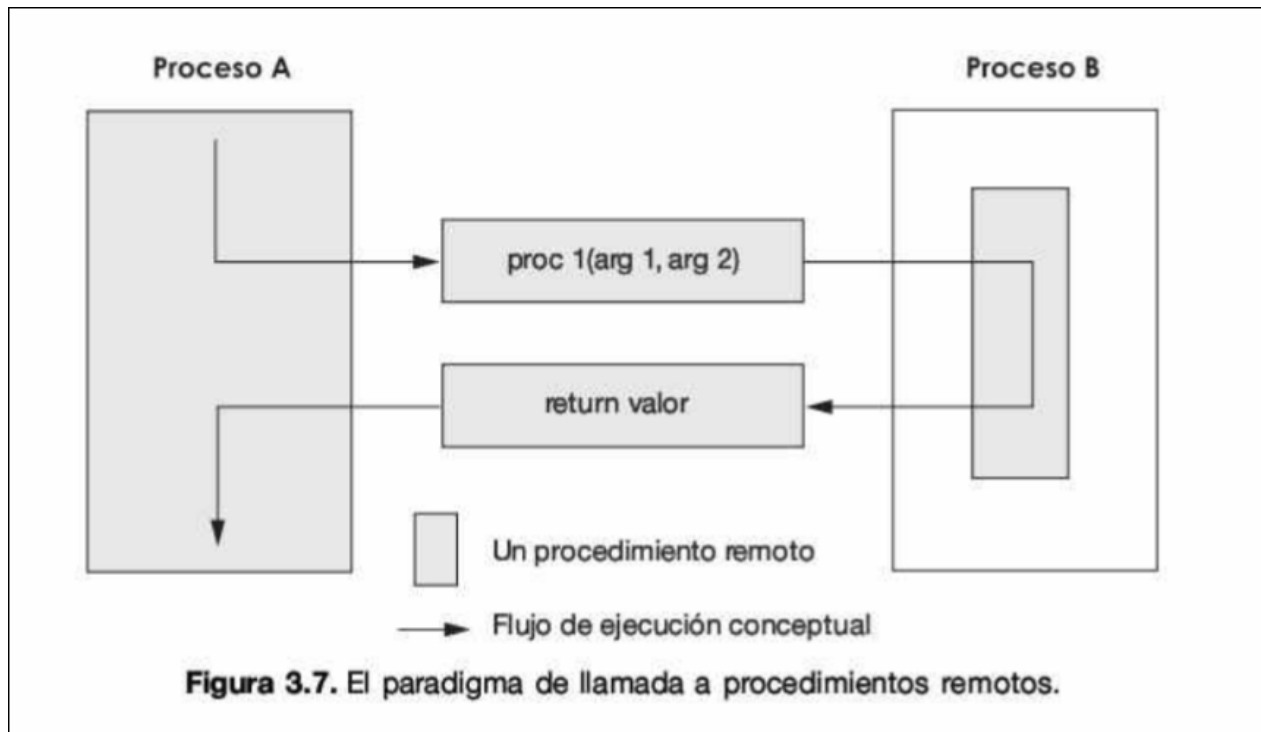 Proceso A
Proceso B
proc 1(arg 1, arg 2)
return valor
Un procedimiento remoto
Flujo de ejecución conceptual
Figura 3.7. El paradigma de llamada a procedimientos remotos.